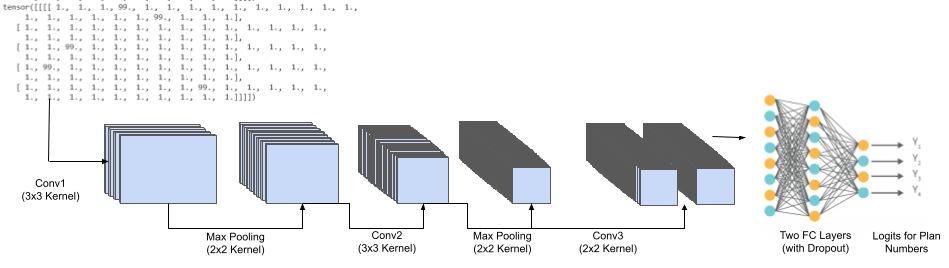 tensor([[[[ 1., 1., 1., 99., 1., 1., 1., 1., 1., 1., 1., 1., 1., 1., 1.,
1., 1., 1., 1., 1., 1., 99., 1., 1., 1.],
[ 1., 1., 1., 1., 1., 1., 1., 1., 1., 1., 1., 1., 1., 1., 1.,
1., 1., 1., 1., 1., 1., 1., 1., 1., 1.],
[ 1., 1., 99., 1., 1., 1., 1., 1., 1., 1., 1., 1., 1., 1., 1.,
1., 1., 1., 1., 1., 1., 1., 1., 1., 1.],
[ 1., 99., 1., 1., 1., 1., 1., 1., 1., 1., 1., 1., 1., 1., 1.,
1., 1., 1., 1., 1., 1., 1., 1., 1., 1.],
[ 1., 1., 1., 1., 1., 1., 1., 1., 99., 1., 1., 1., 1., 1., 1.,
1., 1., 1., 1., 1., 1., 1., 1., 1., 1.]]]])
Conv1
(3x3 Kernel)
Max Pooling
(2x2 Kernel)
Conv2
(3x3 Kernel)
Max Pooling
(2x2 Kernel)
Conv3
(2x2 Kernel)
Y1
Y2
Y3
Y4
Two FC Layers
(with Dropout)
Logits for Plan
Numbers